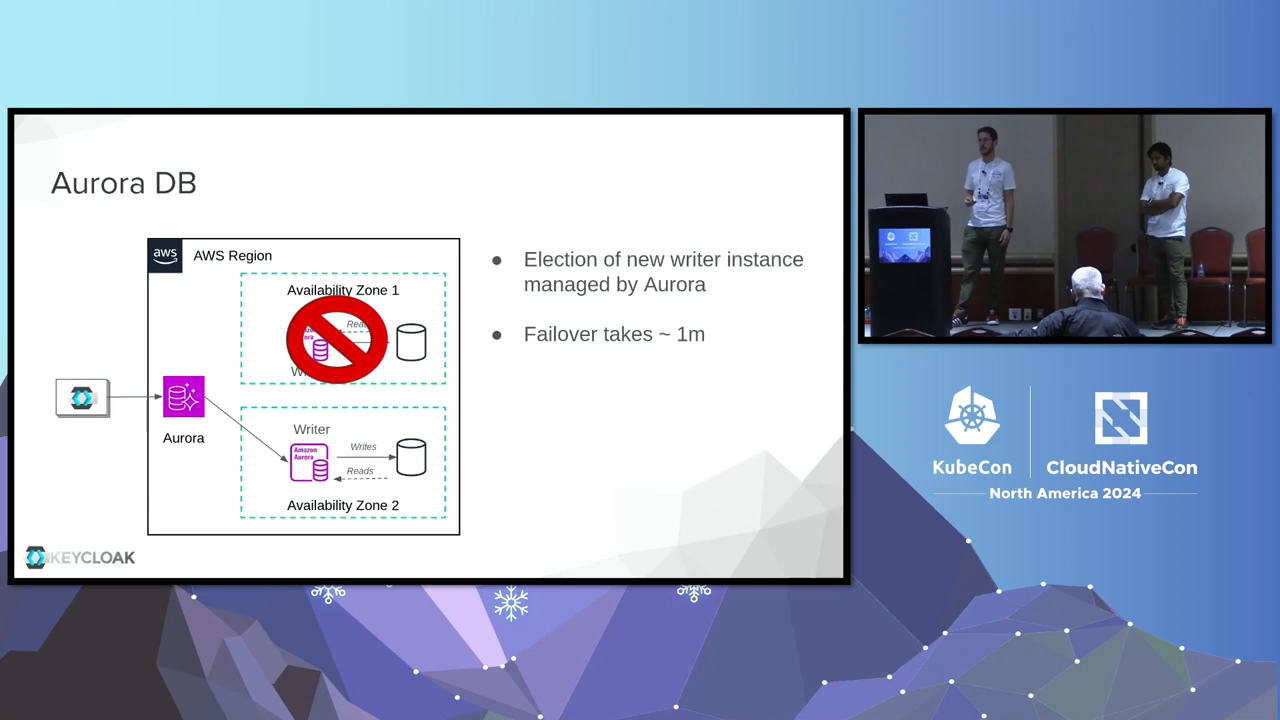 Aurora DB
aws
AWS Region
Availability Zone 1
Aurora
Writer
Amazon
Aurora
Writes
Reads
Availability Zone 2
● Election of new writer instance
managed by Aurora
● Failover takes ~ 1m
KEYCLOAK
KubeCon
CloudNativeCon
North America 2024